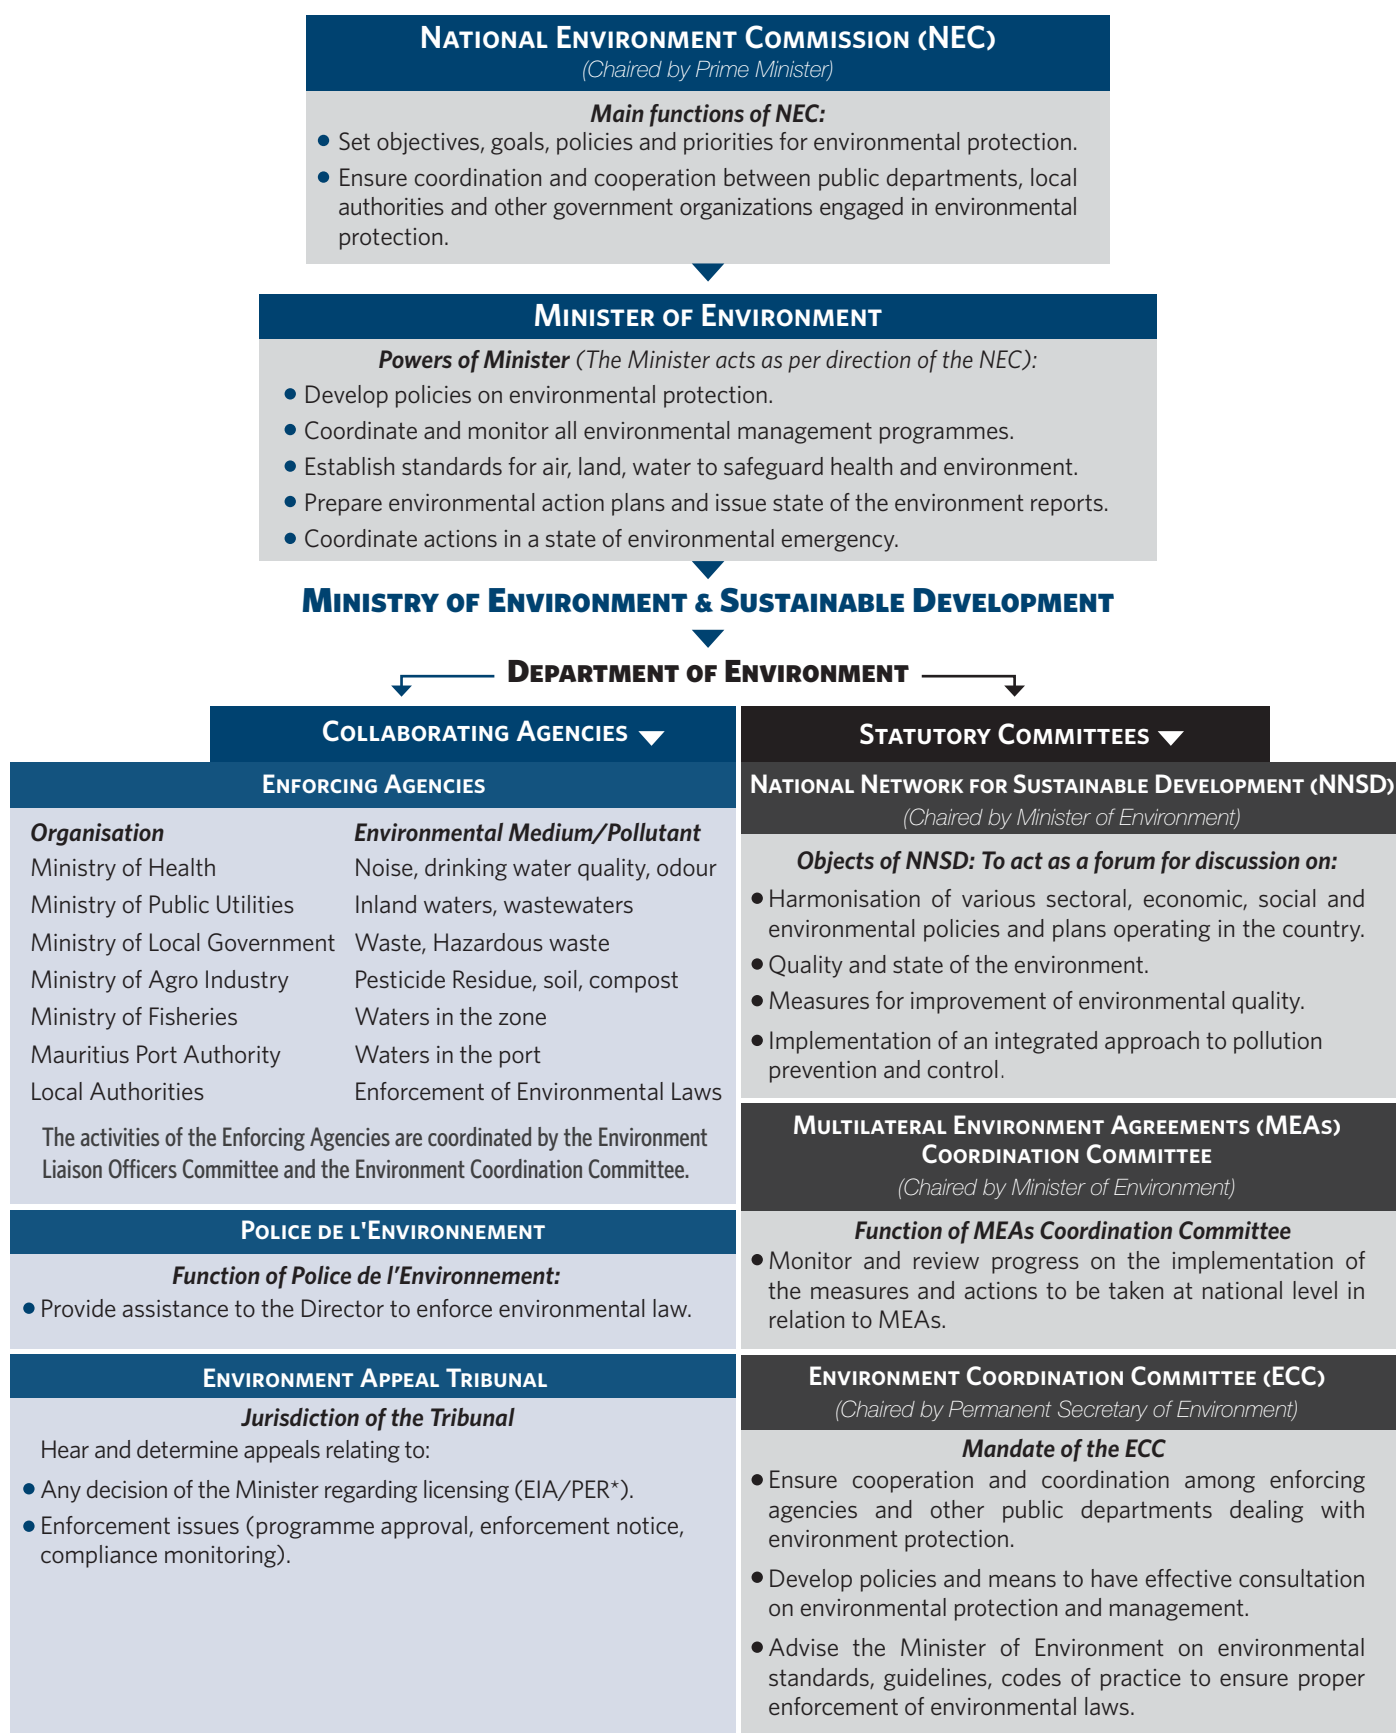 NATIONAL ENVIRONMENT COMMISSION (NEC)
(Chaired by Prime Minister)
Main functions of NEC:
• Set objectives, goals, policies and priorities for environmental protection.
• Ensure coordination and cooperation between public departments, local
authorities and other government organizations engaged in environmental
protection.
MINISTER OF ENVIRONMENT
Powers of Minister (The Minister acts as per direction of the NEC):
• Develop policies on environmental protection.
• Coordinate and monitor all environmental management programmes.
• Establish standards for air, land, water to safeguard health and environment.
• Prepare environmental action plans and issue state of the environment reports.
• Coordinate actions in a state of environmental emergency.
MINISTRY OF ENVIRONMENT & SUSTAINABLE DEVELOPMENT
DEPARTMENT OF ENVIRONMENT
COLLABORATING AGENCIES
ENFORCING AGENCIES
Organisation Environmental Medium/Pollutant
Ministry of Health Noise, drinking water quality, odour
Ministry of Public Utilities Inland waters, wastewaters
Ministry of Local Government Waste, Hazardous waste
Ministry of Agro Industry Pesticide Residue, soil, compost
Ministry of Fisheries Waters in the zone
Mauritius Port Authority Waters in the port
Local Authorities Enforcement of Environmental Laws
The activities of the Enforcing Agencies are coordinated by the Environment
Liaison Officers Committee and the Environment Coordination Committee.
POLICE DE L'ENVIRONNEMENT
Function of Police de l'Environnement:
• Provide assistance to the Director to enforce environmental law.
ENVIRONMENT APPEAL TRIBUNAL
Jurisdiction of the Tribunal
Hear and determine appeals relating to:
• Any decision of the Minister regarding licensing (EIA/PER*).
• Enforcement issues (programme approval, enforcement notice,
compliance monitoring).
STATUTORY COMMITTEES
NATIONAL NETWORK FOR SUSTAINABLE DEVELOPMENT (NNSD)
(Chaired by Minister of Environment)
Objects of NNSD: To act as a forum for discussion on:
• Harmonisation of various sectoral, economic, social and
environmental policies and plans operating in the country.
• Quality and state of the environment.
• Measures for improvement of environmental quality.
• Implementation of an integrated approach to pollution
prevention and control.
MULTILATERAL ENVIRONMENT AGREEMENTS (MEAS)
COORDINATION COMMITTEE
(Chaired by Minister of Environment)
Function of MEAs Coordination Committee
• Monitor and review progress on the implementation of
the measures and actions to be taken at national level in
relation to MEAs.
ENVIRONMENT COORDINATION COMMITTEE (ECC)
(Chaired by Permanent Secretary of Environment)
Mandate of the ECC
• Ensure cooperation and coordination among enforcing
agencies and other public departments dealing with
environment protection.
• Develop policies and means to have effective consultation
on environmental protection and management.
• Advise the Minister of Environment on environmental
standards, guidelines, codes of practice to ensure proper
enforcement of environmental laws.